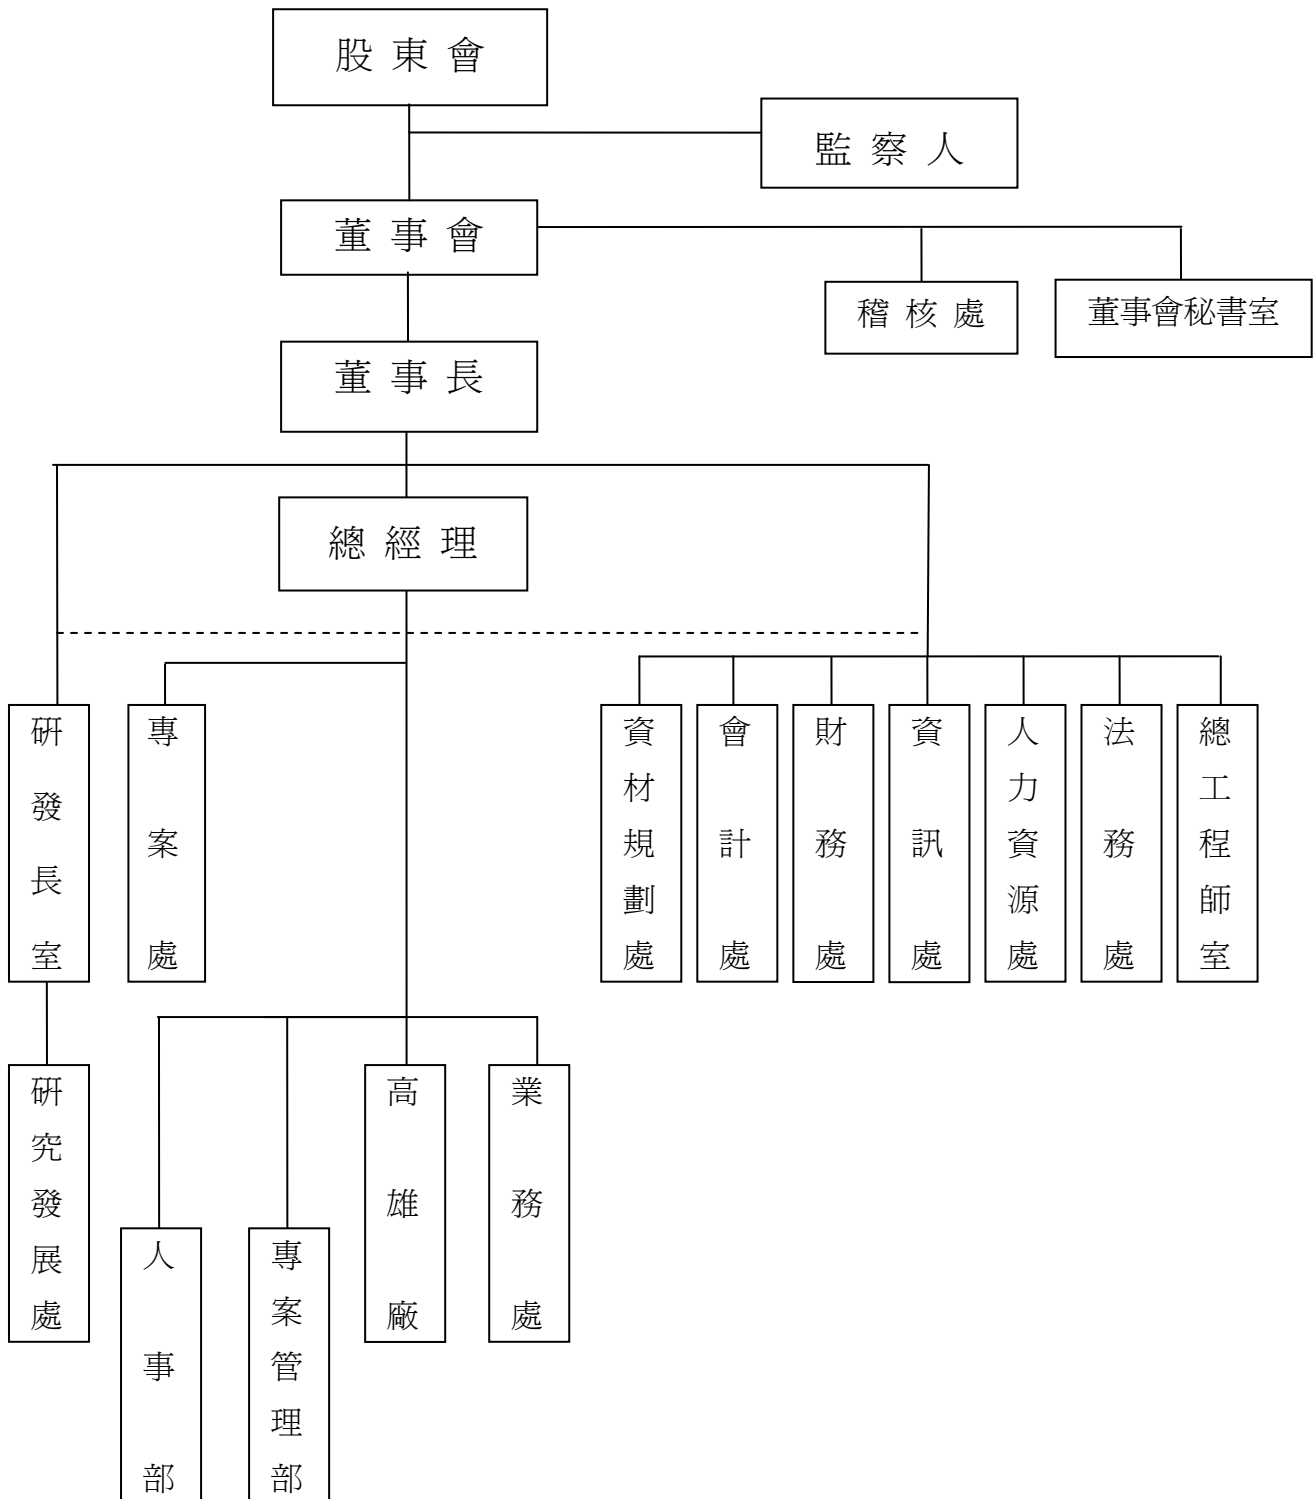 股東會
監察人
董事會
稽核處
董事會秘書室
董事長
總經理
研發長室
專案處
資材規劃處
會計處
財務處
資訊處
人力資源處
法務處
總工程師室
研究發展處
高雄廠
業務處
人事部
專案管理部